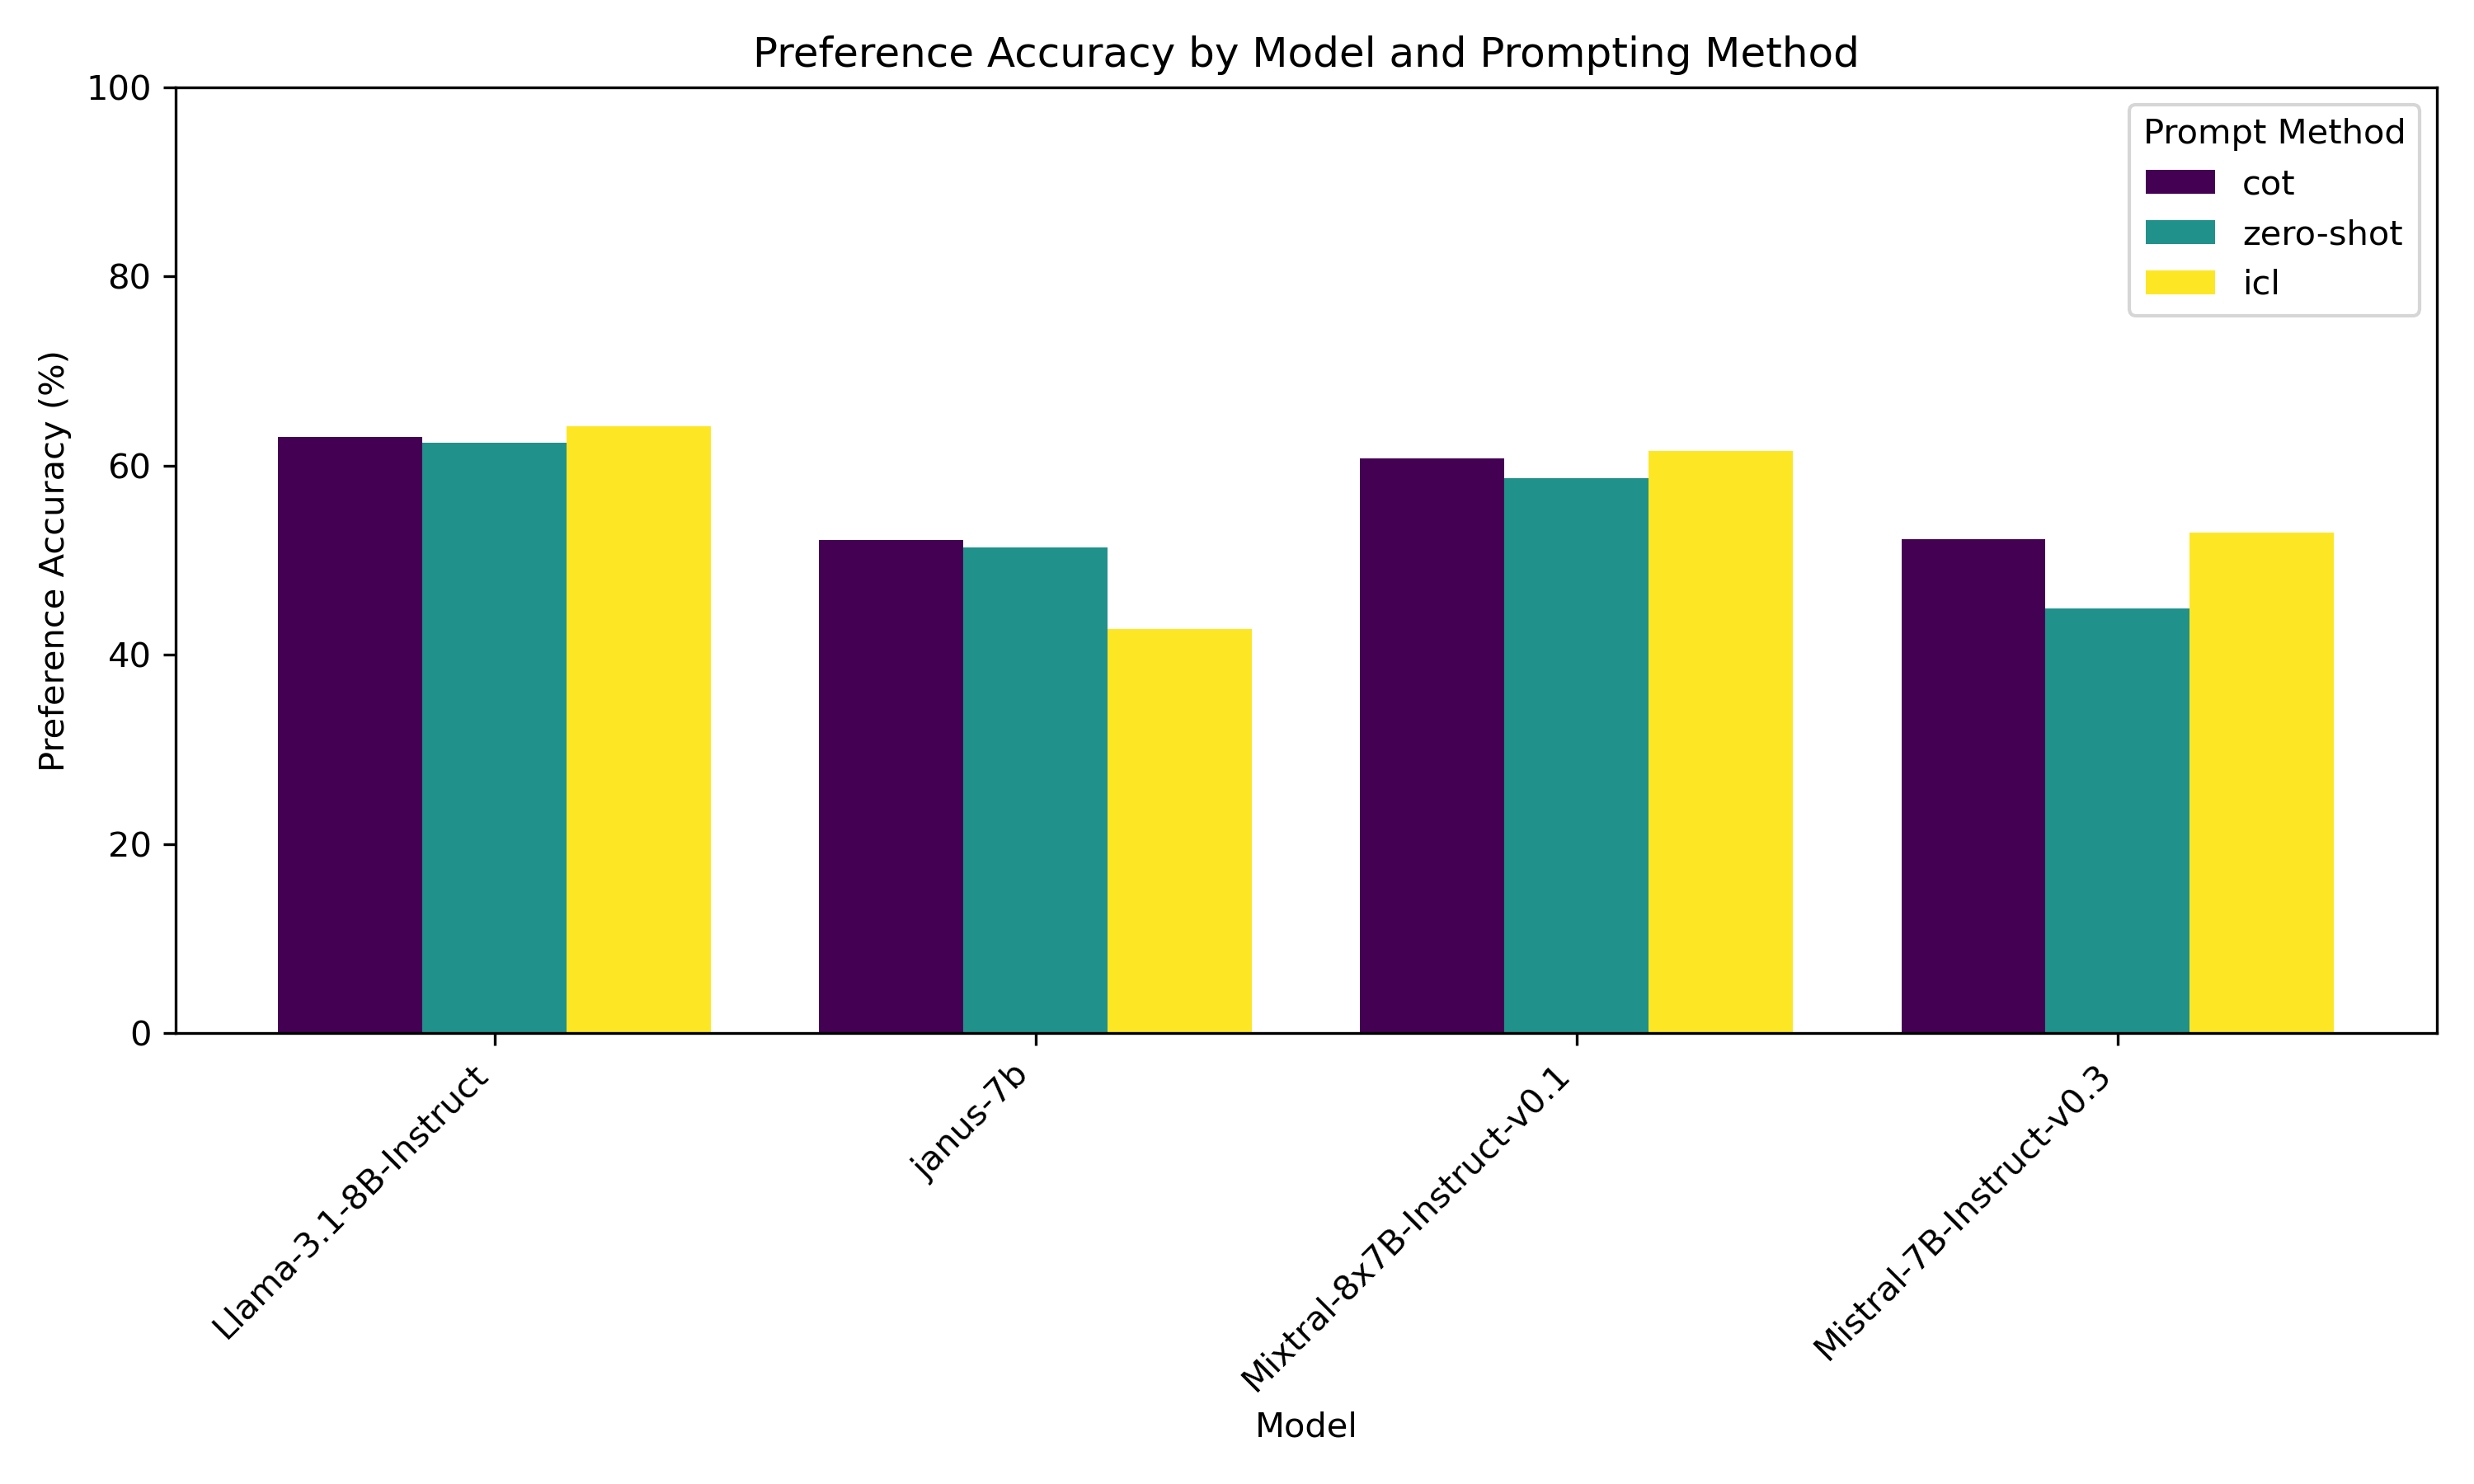 Preference Accuracy by Model and Prompting Method
Preference Accuracy (%)
100
80
60
40
20
0
Prompt Method
cot
zero-shot
icl
Llama-3.1-8B-Instruct
janus-7b
Mixtral-8x7B-Instruct-v0.1
Mistral-7B-Instruct-v0.3
Model